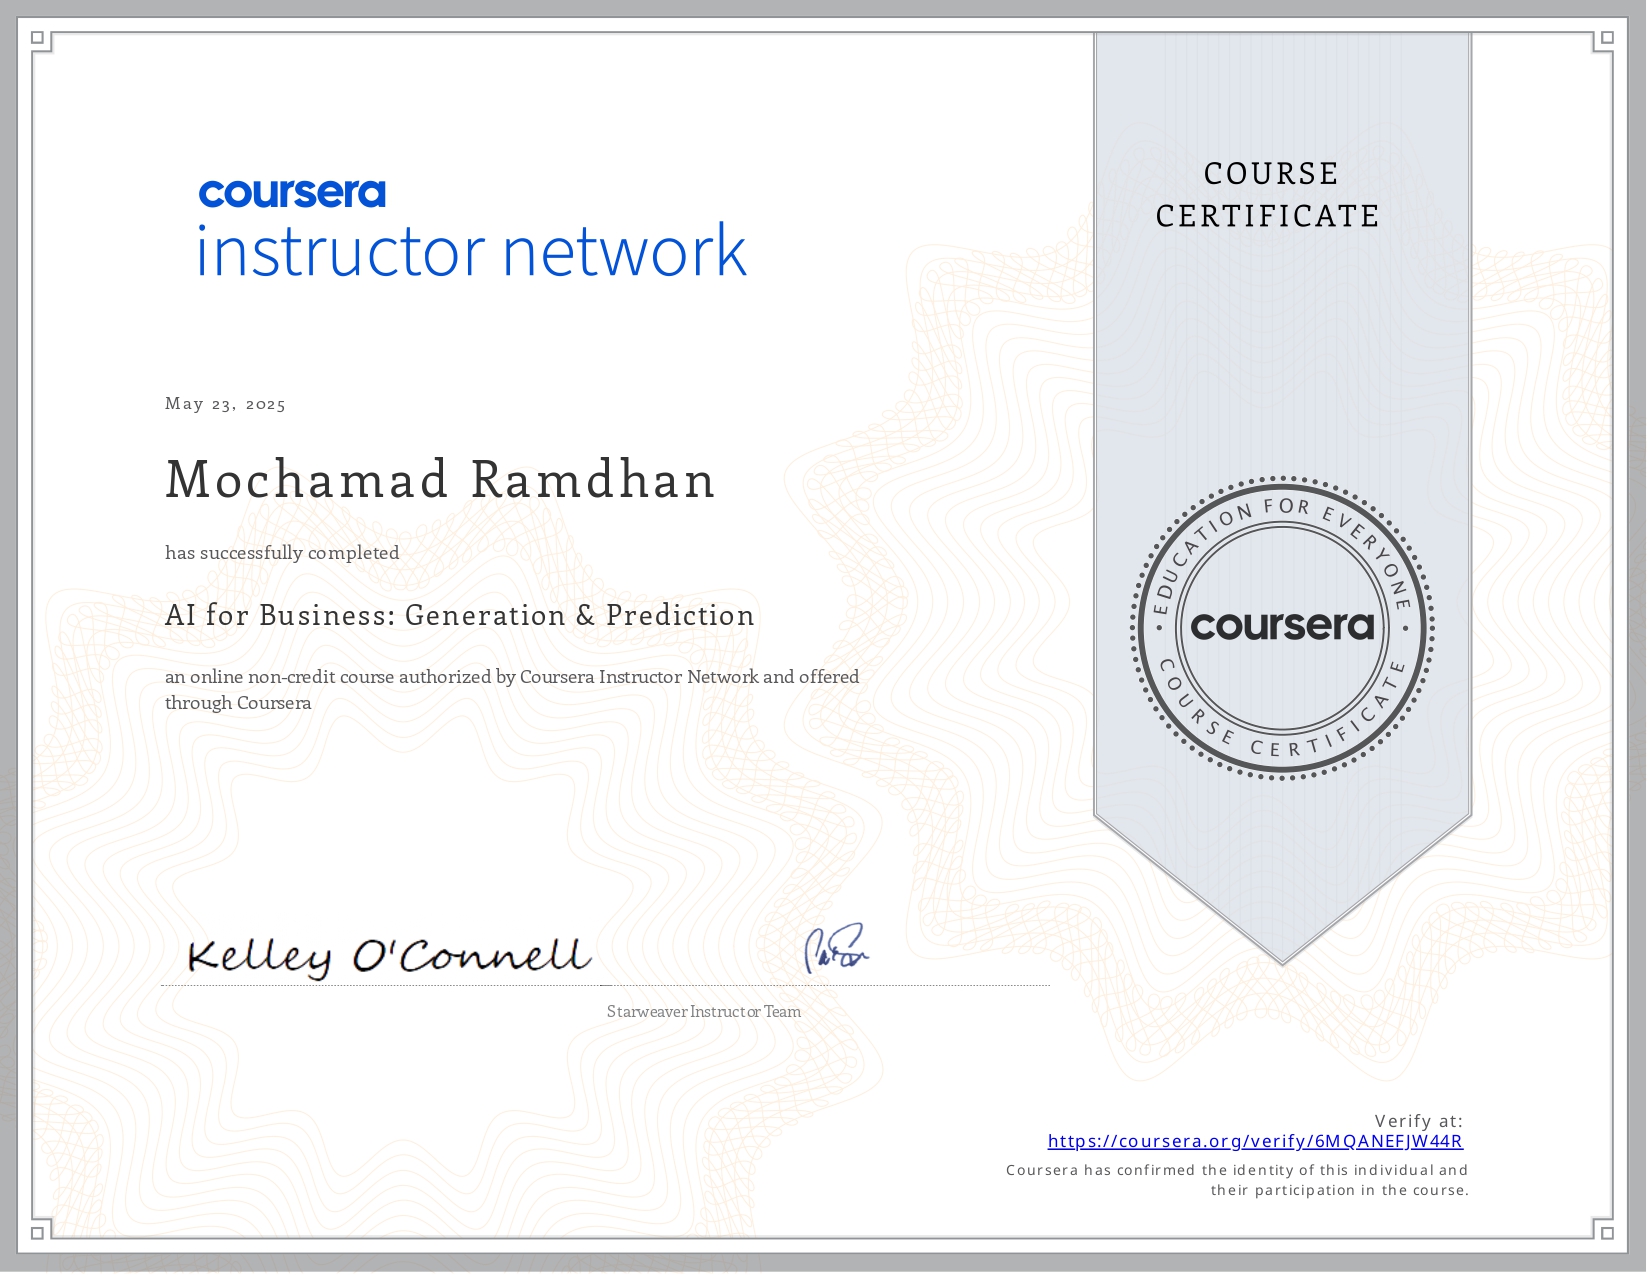 coursera
instructor network
COURSE
CERTIFICATE
May 23, 2025
Mochamad Ramdhan
has successfully completed
AI for Business: Generation & Prediction
an online non-credit course authorized by Coursera Instructor Network and offered
through Coursera
• EDUCATION FOR EVERYONE •
coursera
COURSE CERTIFICATE
Kelley O'Connell
Starweaver Instructor Team
Verify at:
https://coursera.org/verify/6MQANEFJW44R
Coursera has confirmed the identity of this individual and
their participation in the course.